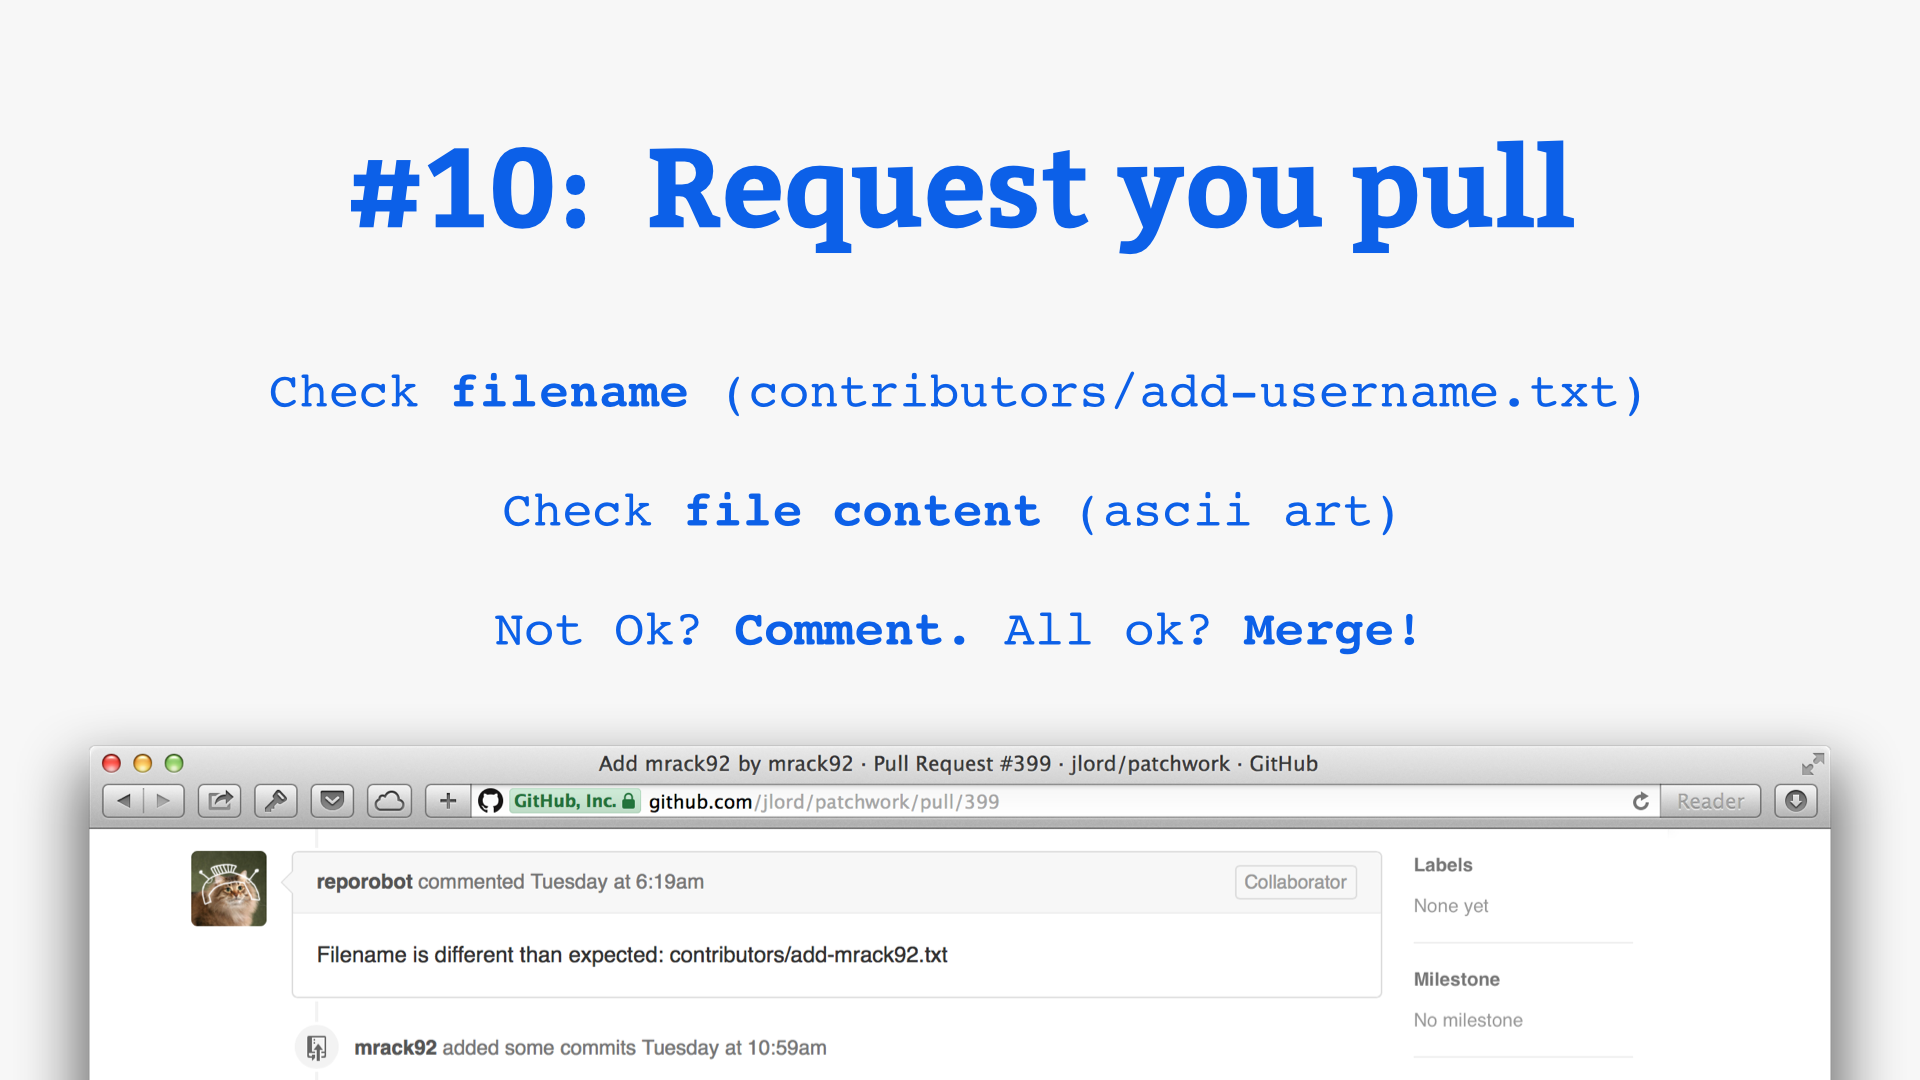 #10: Request you pull
Check filename (contributors/add-username.txt)
Check file content (ascii art)
Not Ok? Comment. All ok? Merge!
Add mrack92 by mrack92 · Pull Request #399 · jlord/patchwork · GitHub
GitHub, Inc. github.com/jlord/patchwork/pull/399 Reader
reporobot commented Tuesday at 6:19am Collaborator
Filename is different than expected: contributors/add-mrack92.txt
mrack92 added some commits Tuesday at 10:59am
Labels
None yet
Milestone
No milestone